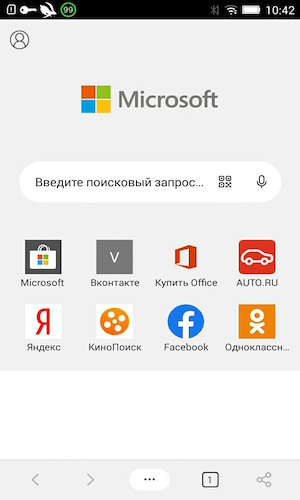 99 10:42
Microsoft
Введите поисковый запрос...
V
Microsoft Вконтакте Купить Office AUTO.RU
Я
Яндекс КиноПоиск Facebook Одноклассн...
1